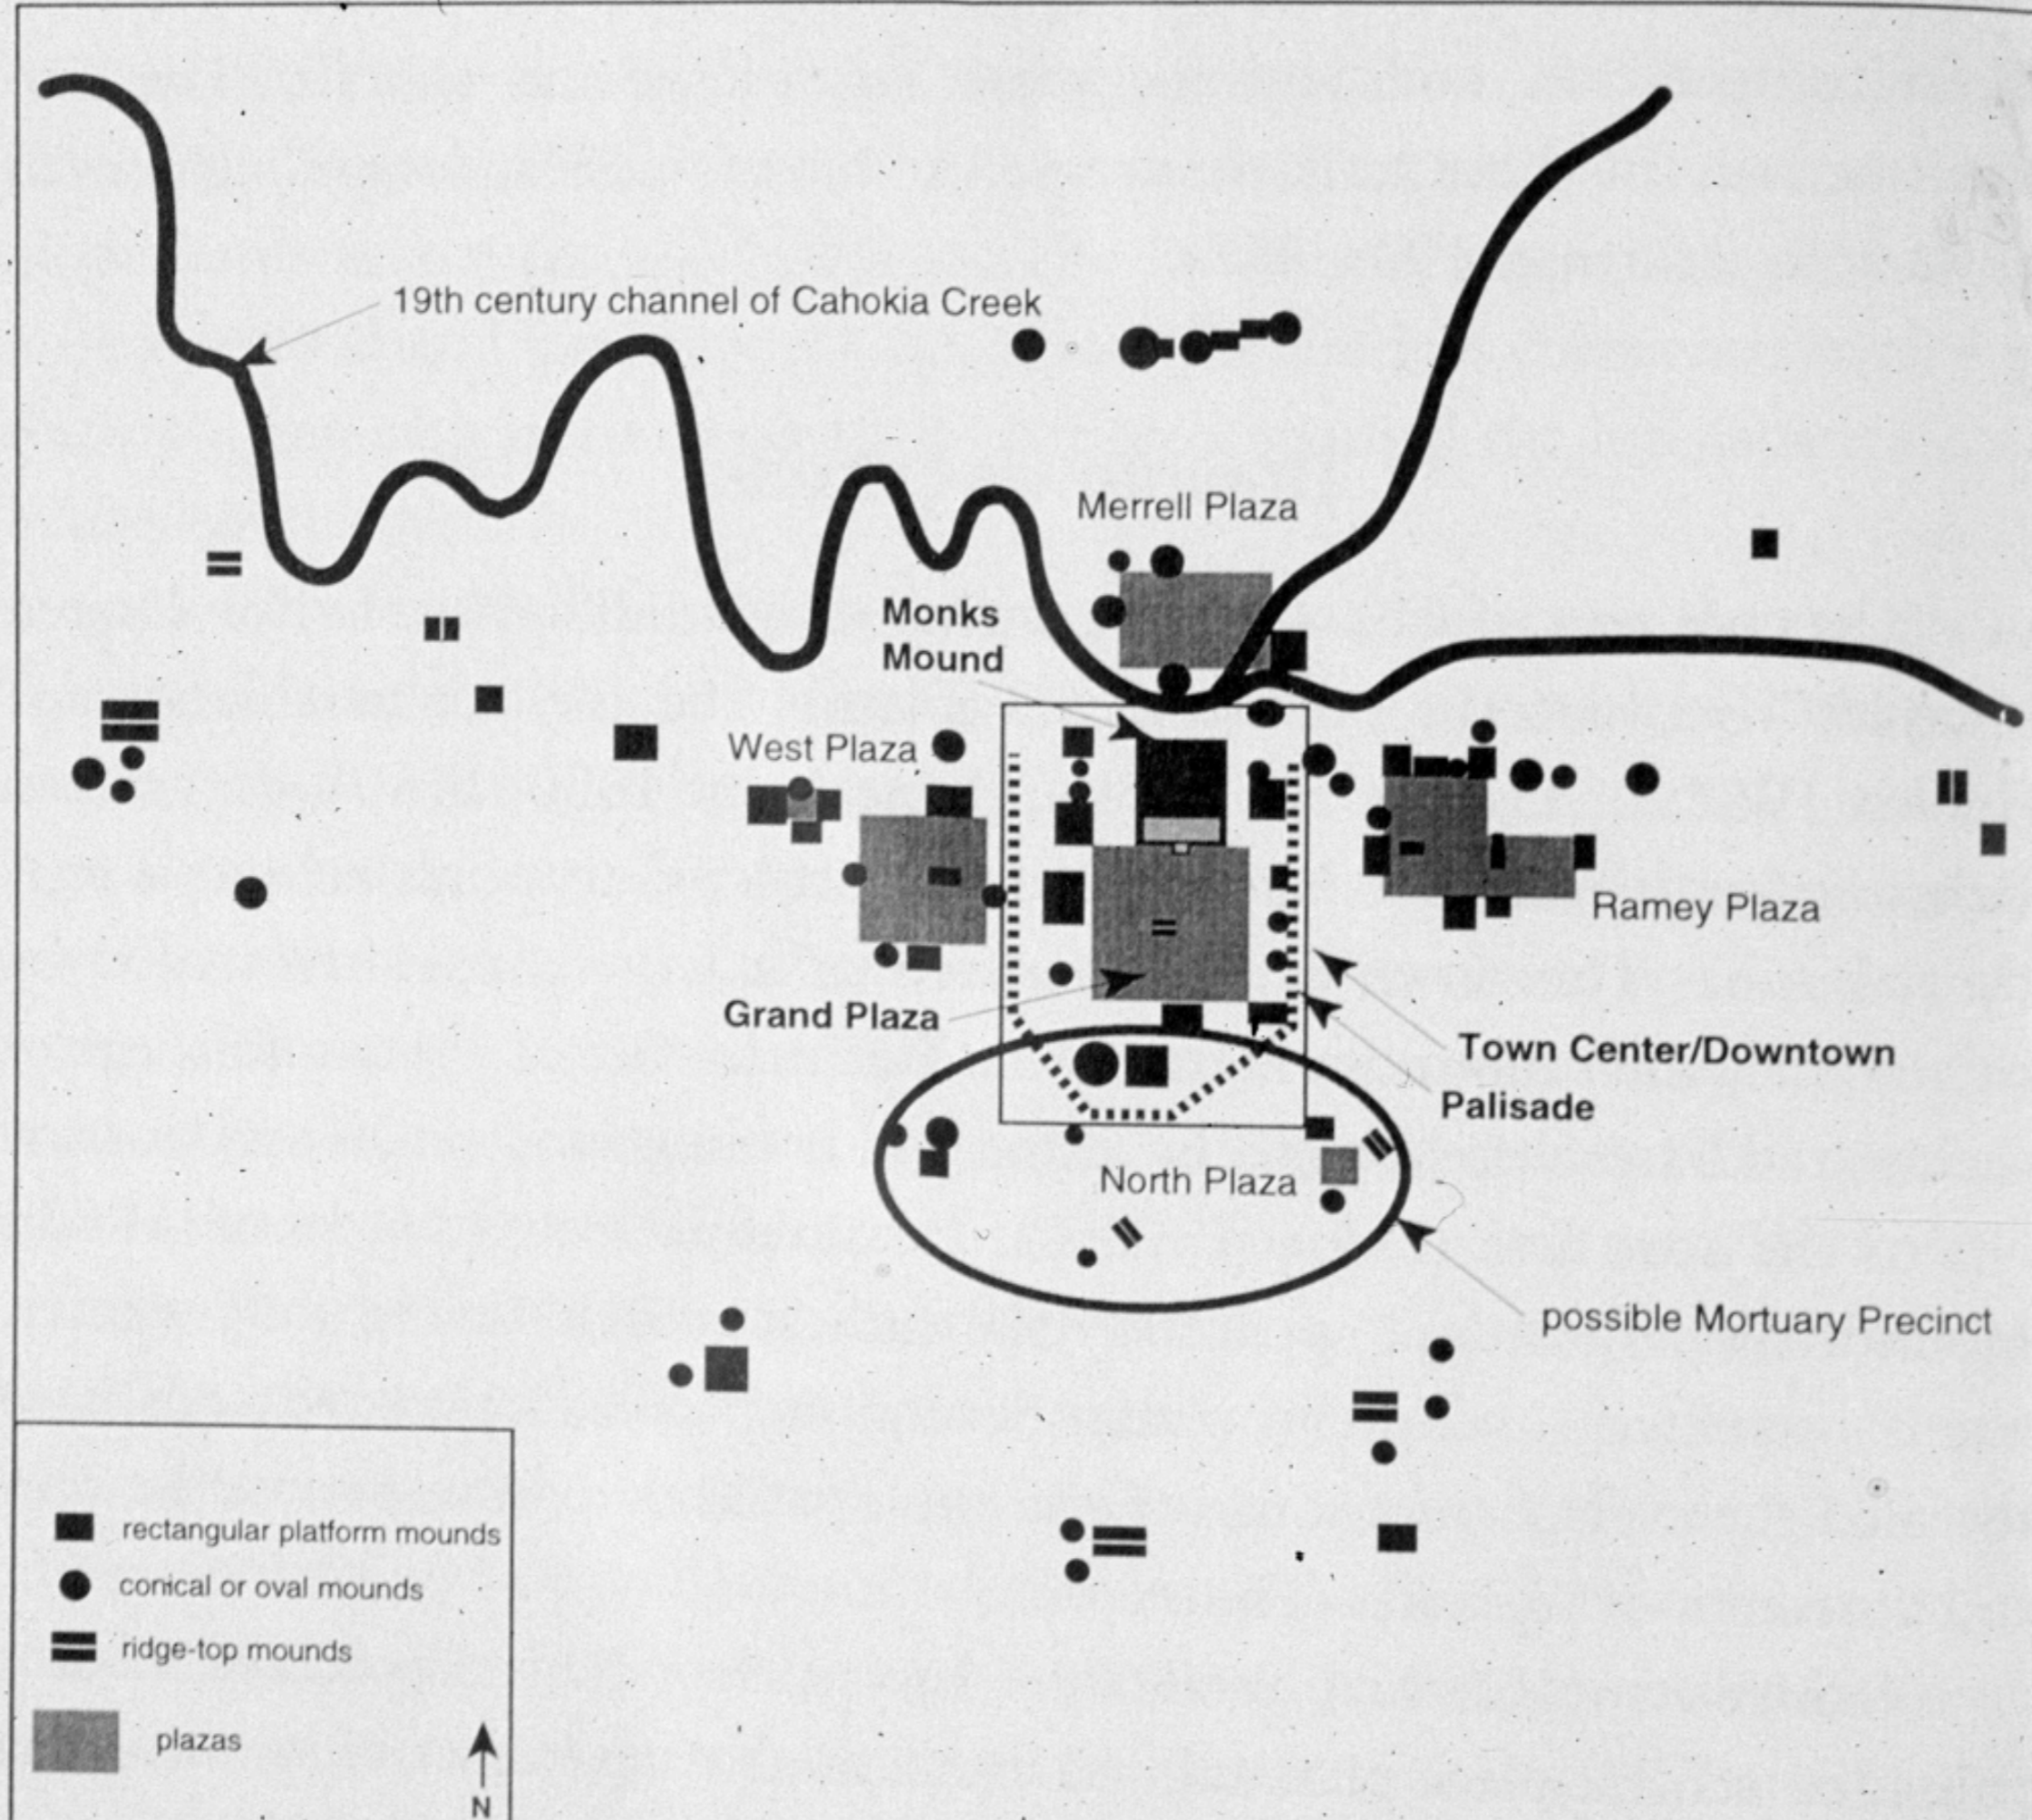 19th century channel of Cahokia Creek
Merrell Plaza
Monks
Mound
West Plaza
Ramey Plaza
Grand Plaza
Town Center/Downtown
Palisade
North Plaza
possible Mortuary Precinct
rectangular platform mounds
conical or oval mounds
ridge-top mounds
plazas
N